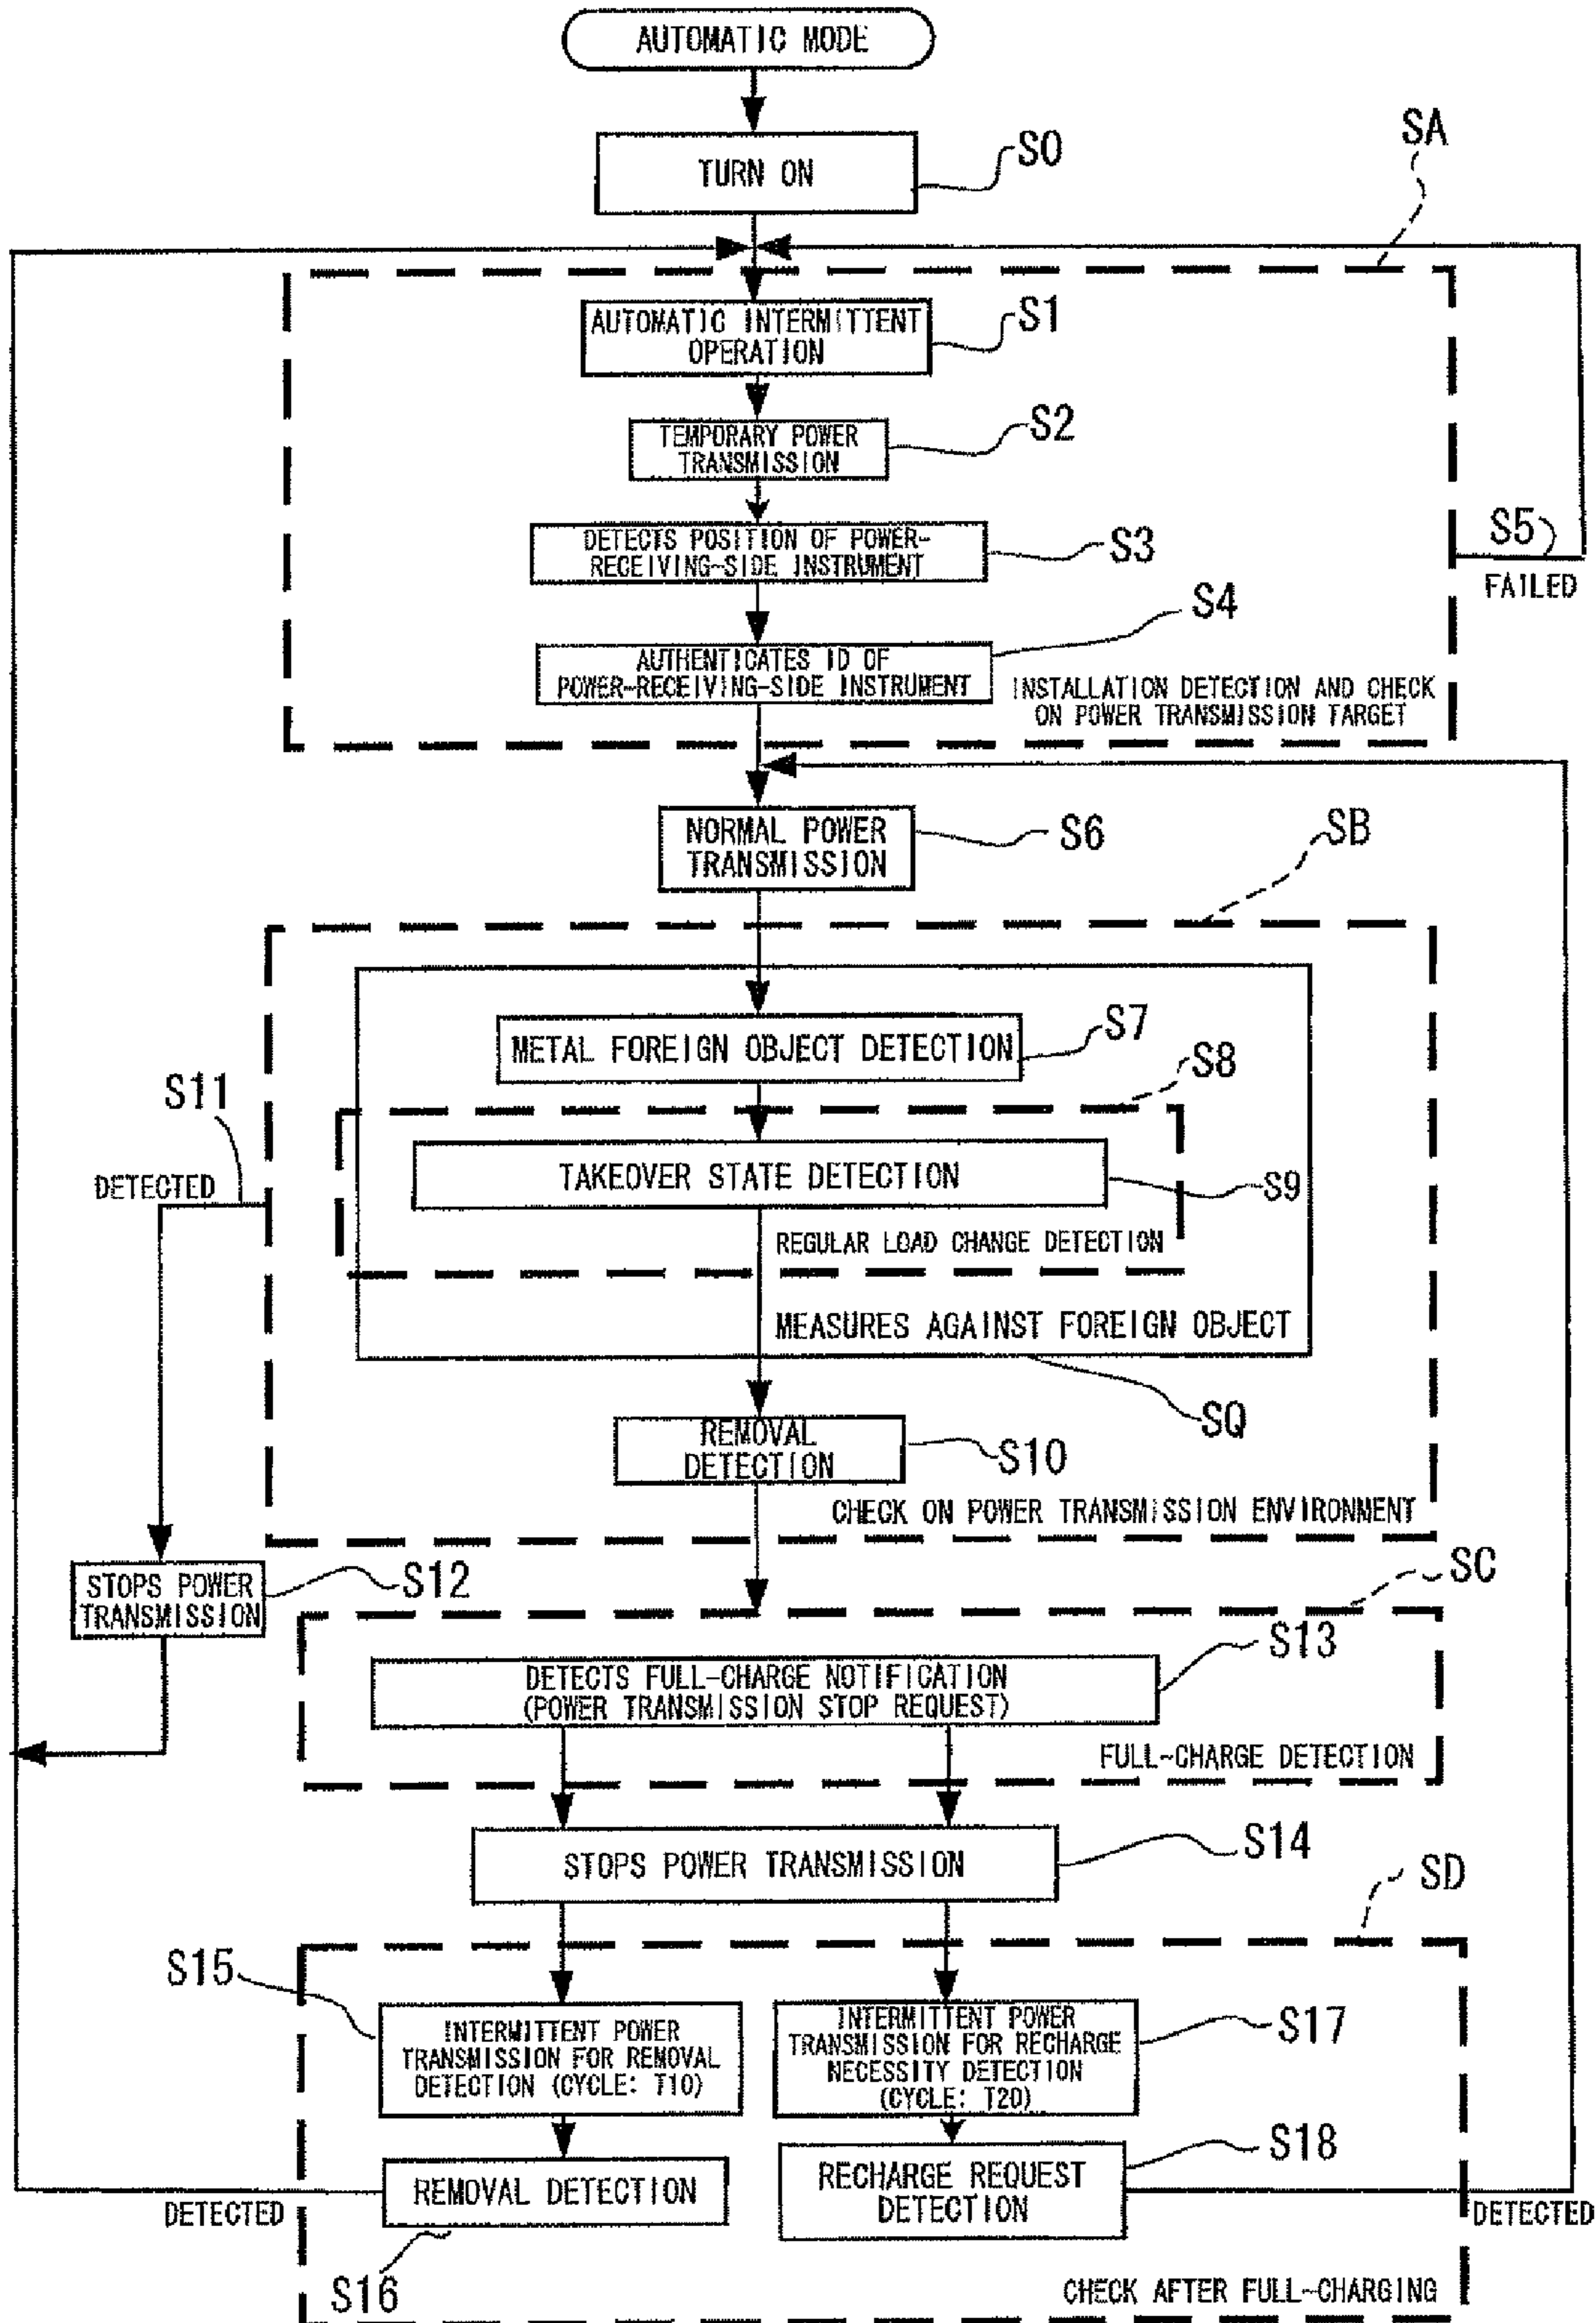 AUTOMATIC MODE
TURN ON
S0
SA
AUTOMATIC INTERMITTENT
OPERATION
S1
TEMPORARY POWER
TRANSMISSION
S2
DETECTS POSITION OF POWER-
RECEIVING-SIDE INSTRUMENT
S3
S5
FAILED
AUTHENTICATES ID OF
POWER-RECEIVING-SIDE INSTRUMENT
S4
INSTALLATION DETECTION AND CHECK
ON POWER TRANSMISSION TARGET
NORMAL POWER
TRANSMISSION
S6
SB
METAL FOREIGN OBJECT DETECTION
S7
S8
S11
DETECTED
TAKEOVER STATE DETECTION
S9
REGULAR LOAD CHANGE DETECTION
MEASURES AGAINST FOREIGN OBJECT
SQ
REMOVAL
DETECTION
S10
CHECK ON POWER TRANSMISSION ENVIRONMENT
STOPS POWER
TRANSMISSION
S12
SC
S13
DETECTS FULL-CHARGE NOTIFICATION
(POWER TRANSMISSION STOP REQUEST)
FULL-CHARGE DETECTION
STOPS POWER TRANSMISSION
S14
SD
S15
INTERMITTENT POWER
TRANSMISSION FOR REMOVAL
DETECTION (CYCLE: T10)
INTERMITTENT POWER
TRANSMISSION FOR RECHARGE
NECESSITY DETECTION
(CYCLE: T20)
S17
REMOVAL DETECTION
DETECTED
S16
RECHARGE REQUEST
DETECTION
S18
DETECTED
CHECK AFTER FULL-CHARGING